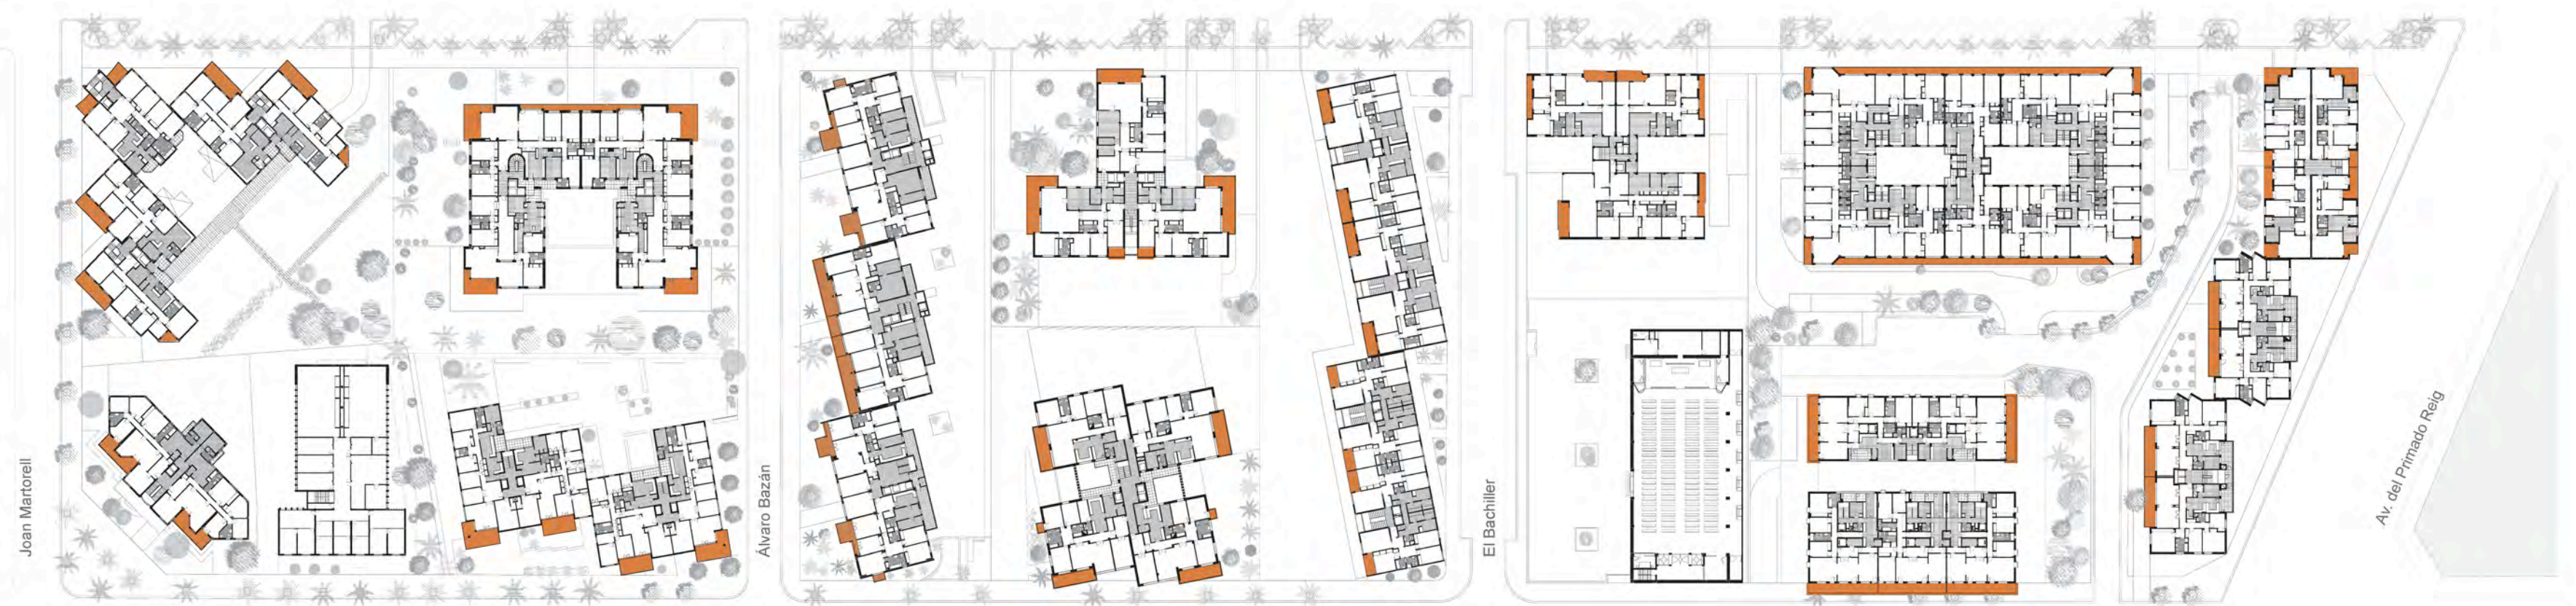 Joan Martorell
Álvaro Bazán
El Bachiller
Av. del Primado Reig